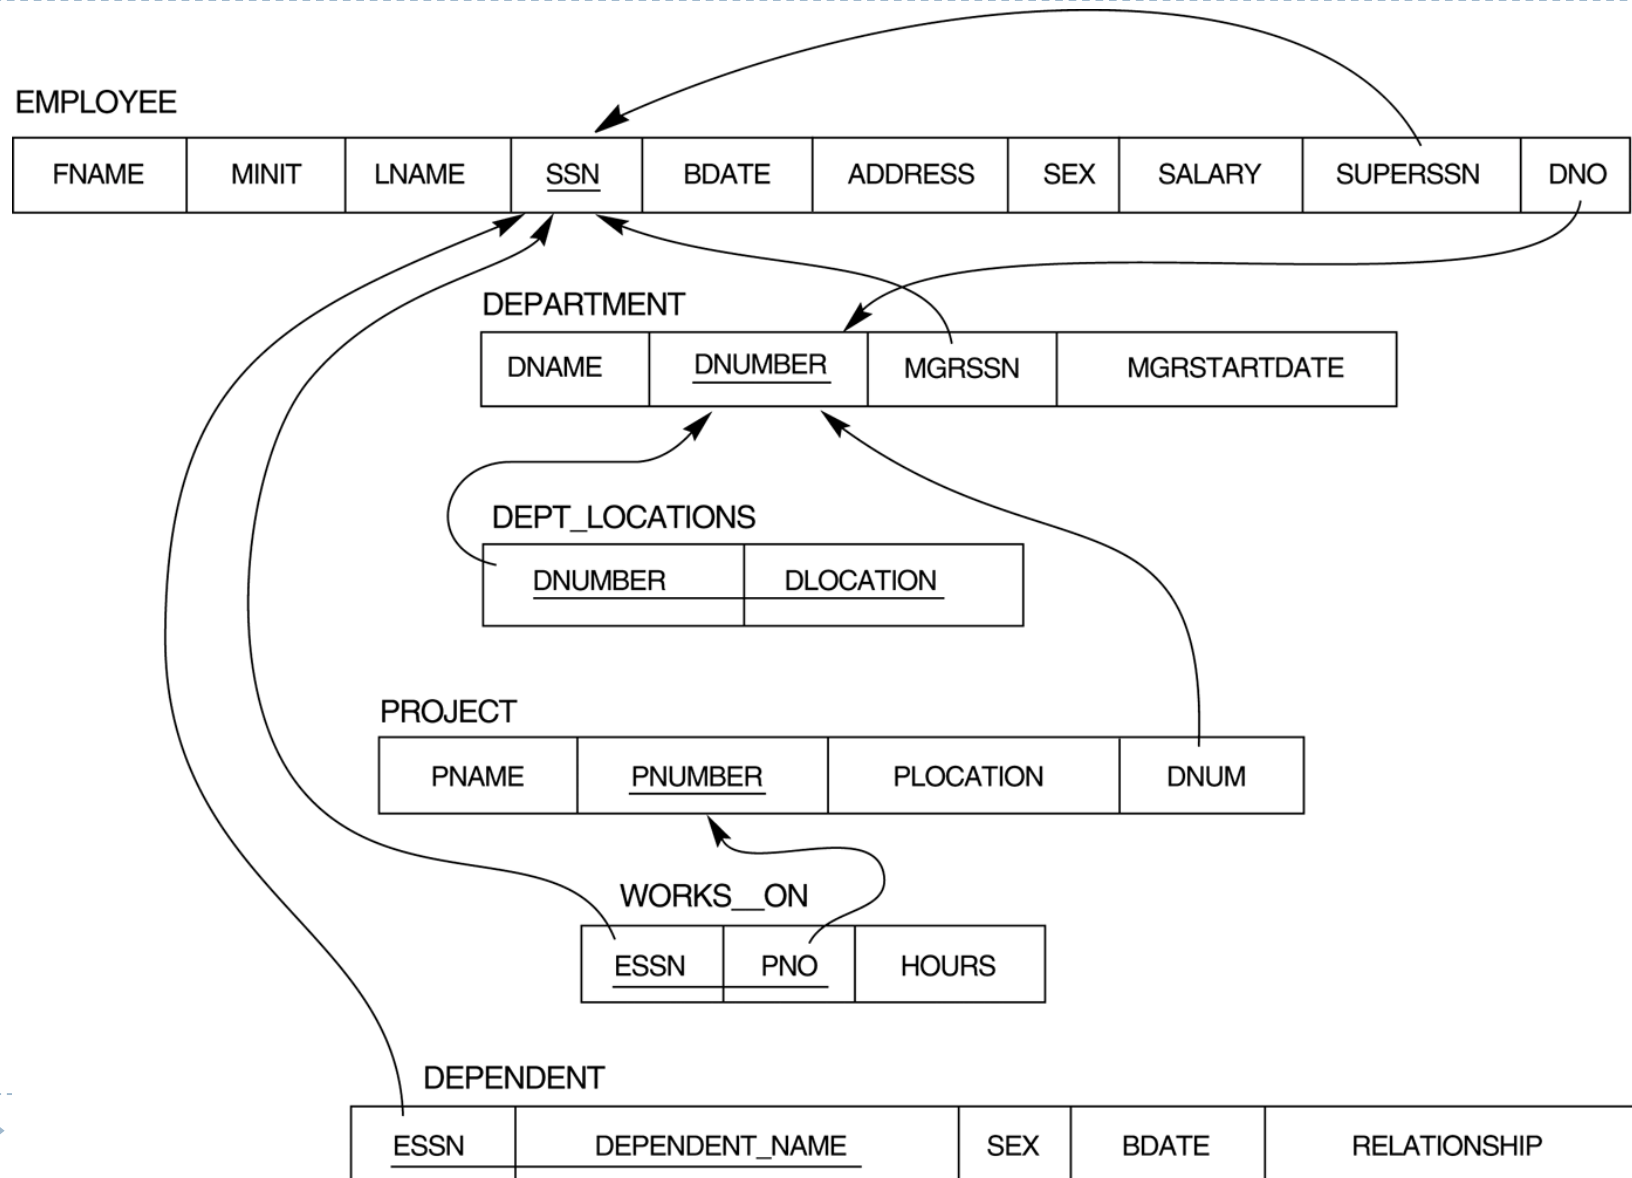 EMPLOYEE
FNAME MINIT LNAME SSN BDATE ADDRESS SEX SALARY SUPERSSN DNO
DEPARTMENT
DNAME DNUMBER MGRSSN MGRSTARTDATE
DEPT_LOCATIONS
DNUMBER DLOCATION
PROJECT
PNAME PNUMBER PLOCATION DNUM
WORKS__ON
ESSN PNO HOURS
DEPENDENT
ESSN DEPENDENT_NAME SEX BDATE RELATIONSHIP